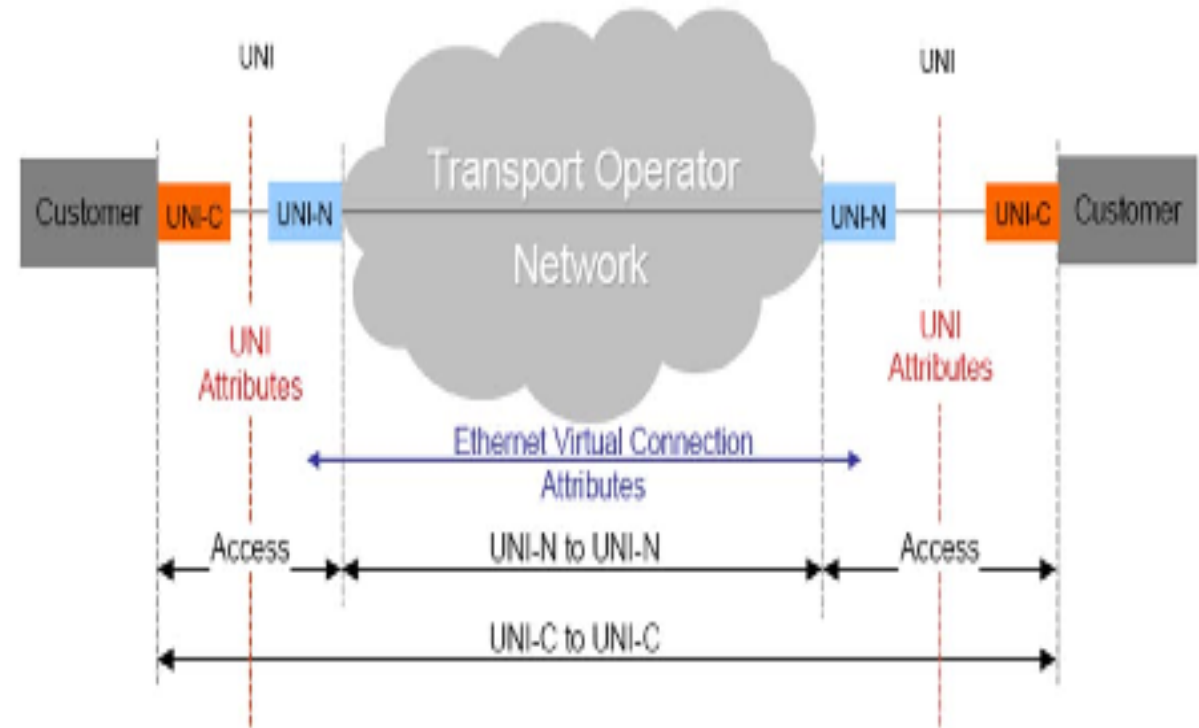 UNI
UNI
Transport Operator
Customer
UNI-C
UNI-N
UNI-N
UNI-C
Customer
Network
UNI
Attributes
UNI
Attributes
Ethernet Virtual Connection
Attributes
Access
UNI-N to UNI-N
Access
UNI-C to UNI-C